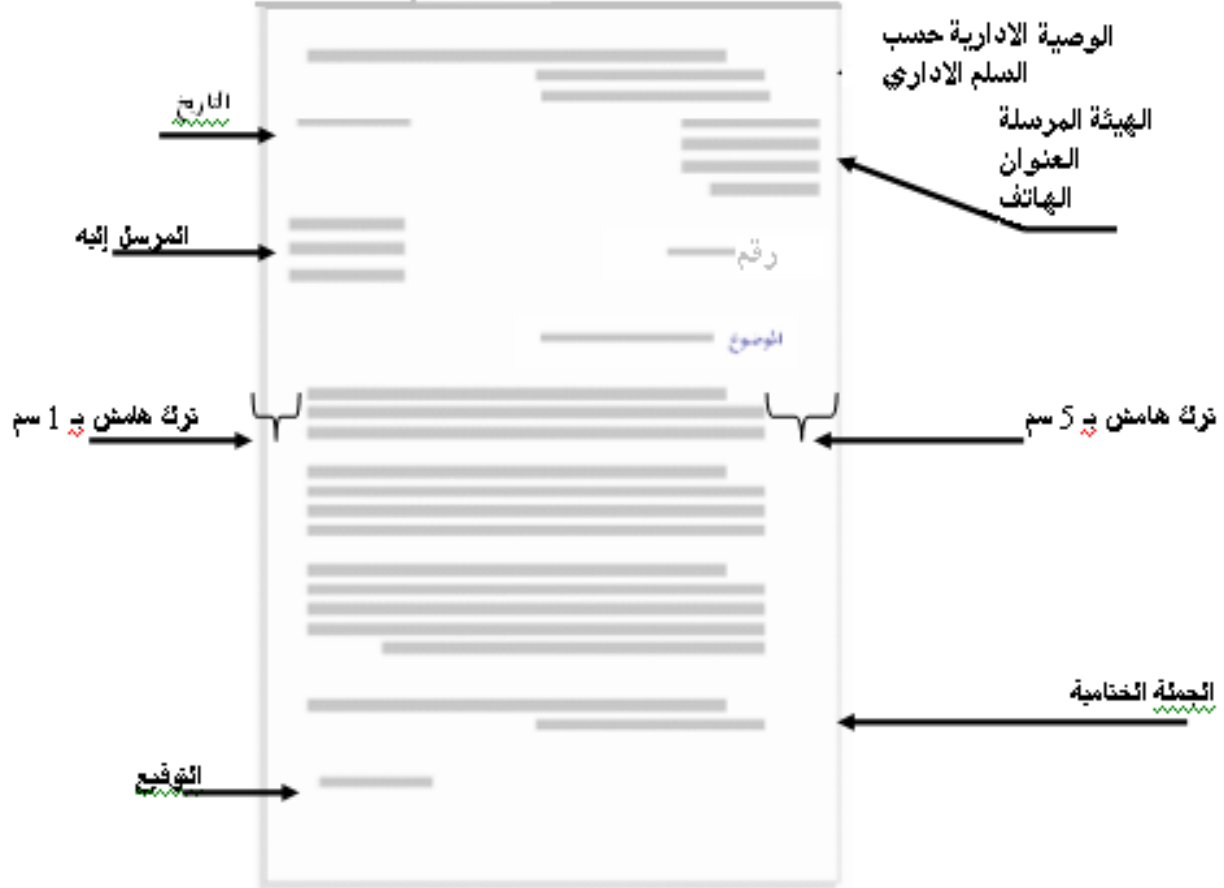 الوصية الادارية حسب
السلم الاداري
الهيئة المرسلة
العنوان
الهاتف
التاريخ
المرسل إليه
رقم
الموضوع
ترك هامش بـ 5 سم
ترك هامش بـ 1 سم
الجملة الختامية
التوقيع